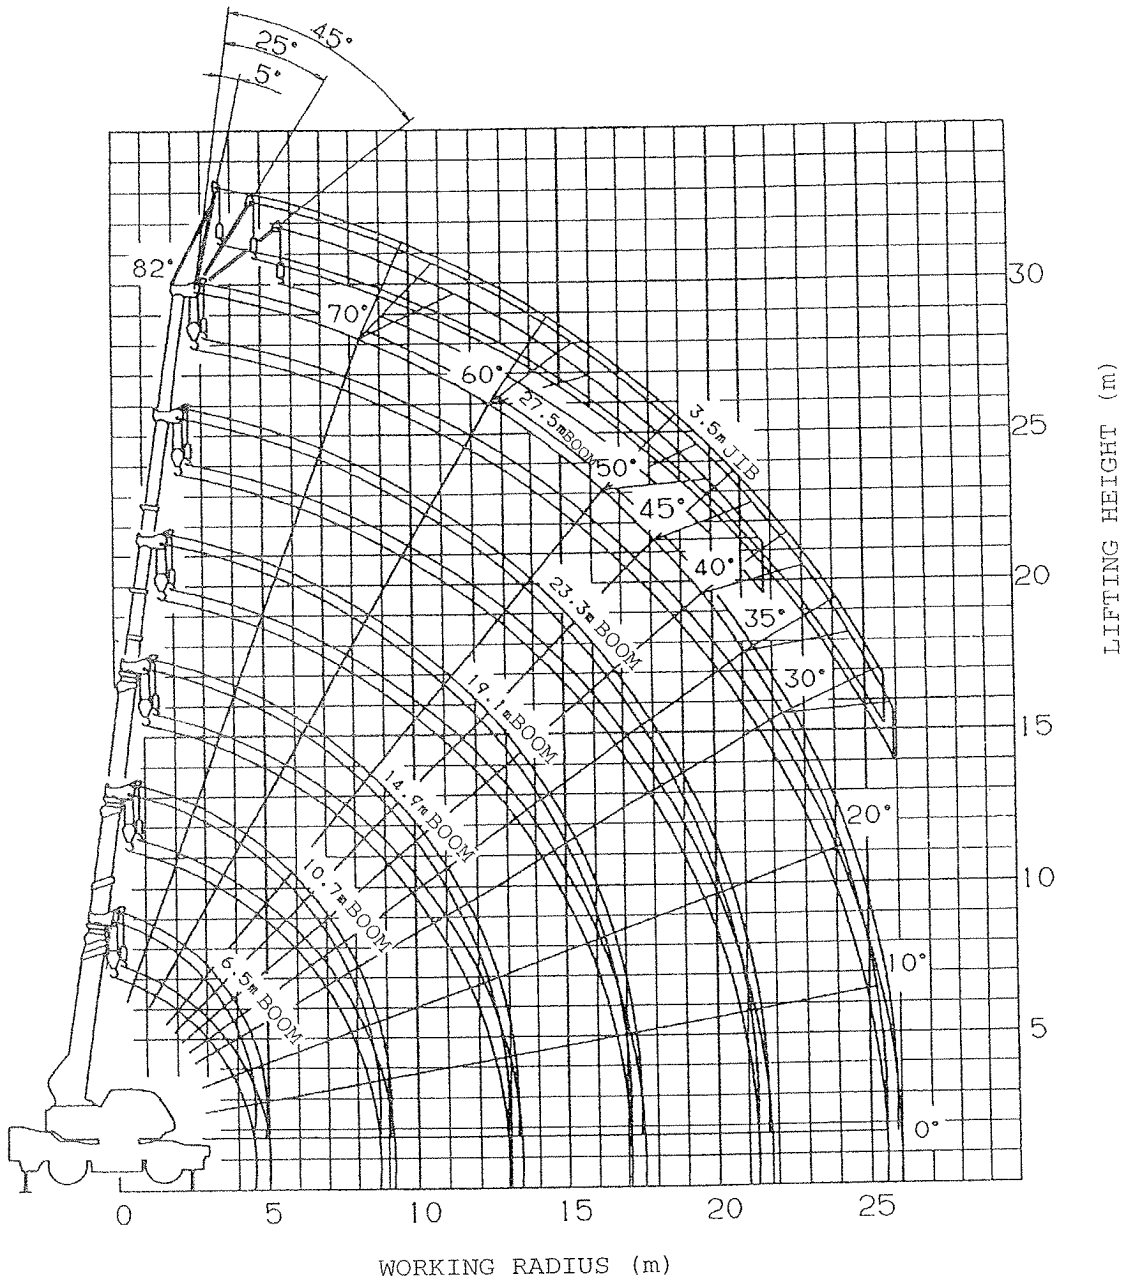 45°
25°
5°
82°
70°
60°
50°
45°
40°
35°
30°
20°
10°
0°
3.5m JIB
27.5m BOOM
23.3m BOOM
19.1m BOOM
14.9m BOOM
10.7m BOOM
6.5m BOOM
30
25
20
15
10
5
LIFTING HEIGHT (m)
0 5 10 15 20 25
WORKING RADIUS (m)